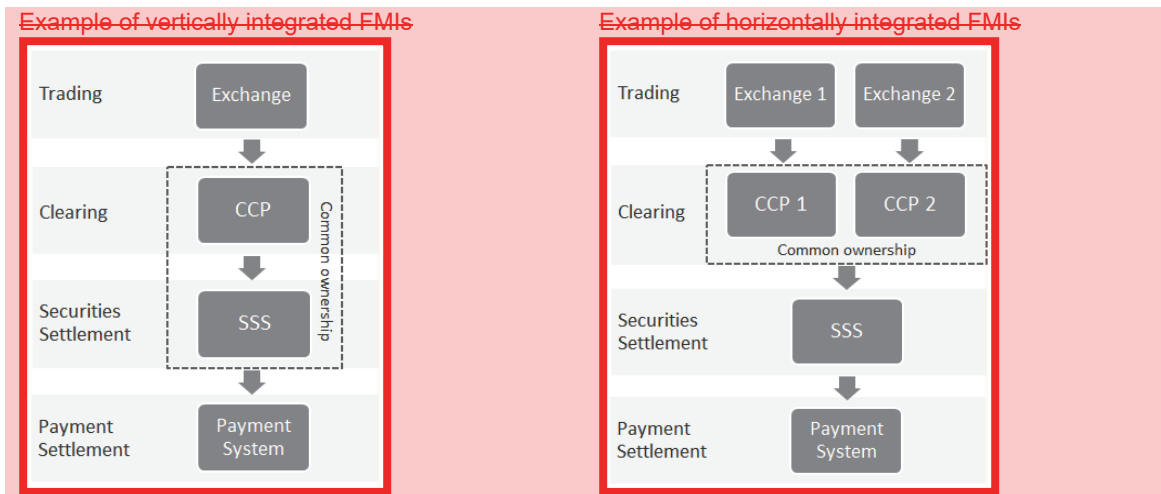 Example of vertically integrated FMIs
Trading
Exchange
Clearing
CCP
Common ownership
Securities
Settlement
SSS
Payment
Settlement
Payment
System
Example of horizontally integrated FMIs
Trading
Exchange 1
Exchange 2
Clearing
CCP 1
CCP 2
Common ownership
Securities
Settlement
SSS
Payment
Settlement
Payment
System